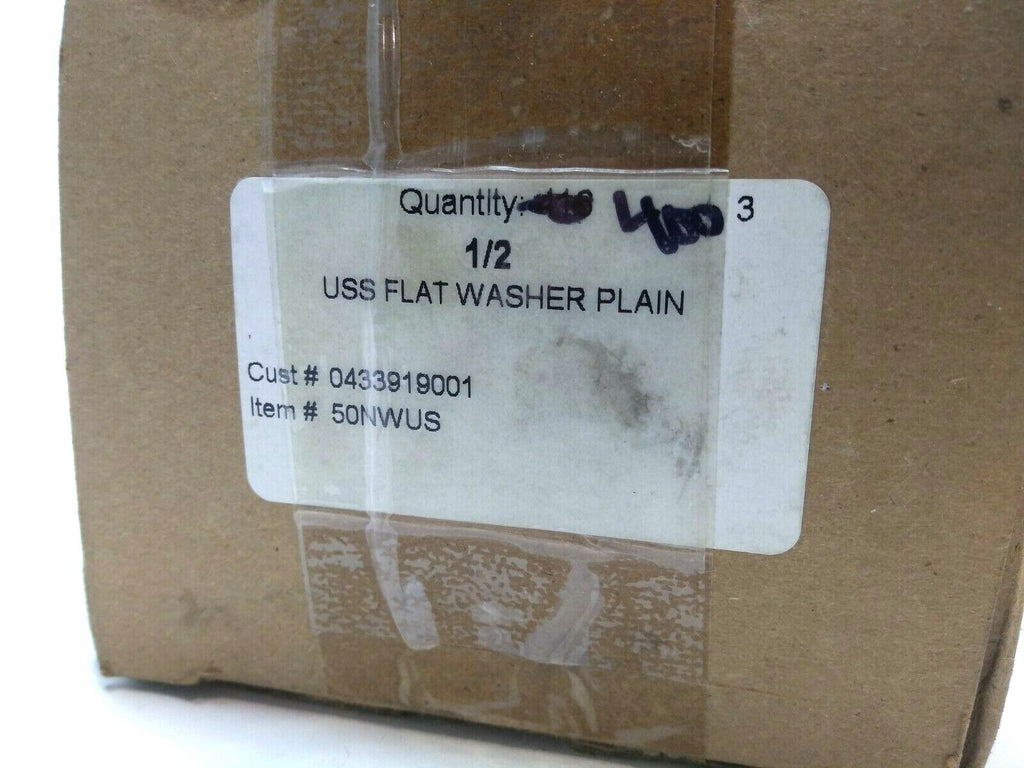 Quantity: 400 3
1/2
USS FLAT WASHER PLAIN
Cust # 0433919001
Item # 50NWUS